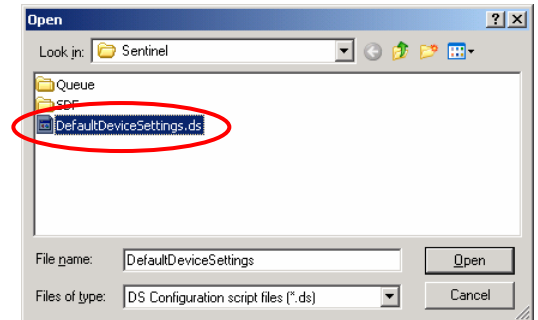 Open
Look in: Sentinel
Queue
SDF
DefaultDeviceSettings.ds
File name: DefaultDeviceSettings Open
Files of type: DS Configuration script files (*.ds) Cancel